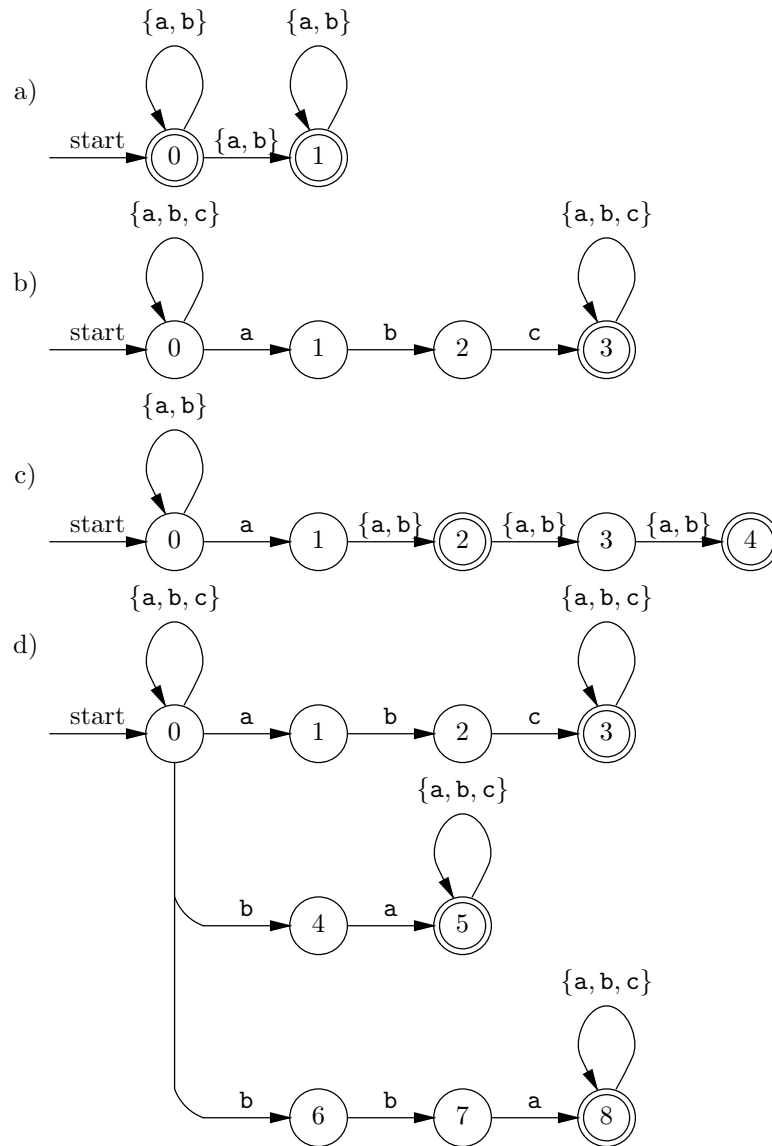 {a, b} {a, b}
a)
start 0 {a, b} 1
{a, b, c} {a, b, c}
b)
start 0 a 1 b 2 c 3
{a, b}
c)
start 0 a 1 {a, b} 2 {a, b} 3 {a, b} 4
{a, b, c} {a, b, c}
d)
start 0 a 1 b 2 c 3
{a, b, c}
b 4 a 5
{a, b, c}
b 6 b 7 a 8